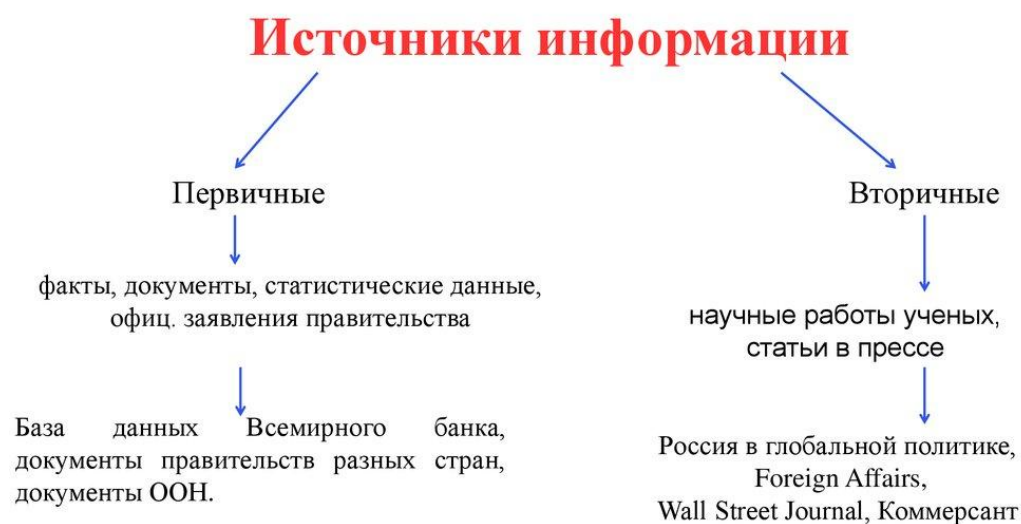 Источники информации
Первичные
факты, документы, статистические данные,
офиц. заявления правительства
База данных Всемирного банка,
документы правительств разных стран,
документы ООН.
Вторичные
научные работы ученых,
статьи в прессе
Россия в глобальной политике,
Foreign Affairs,
Wall Street Journal, Коммерсант